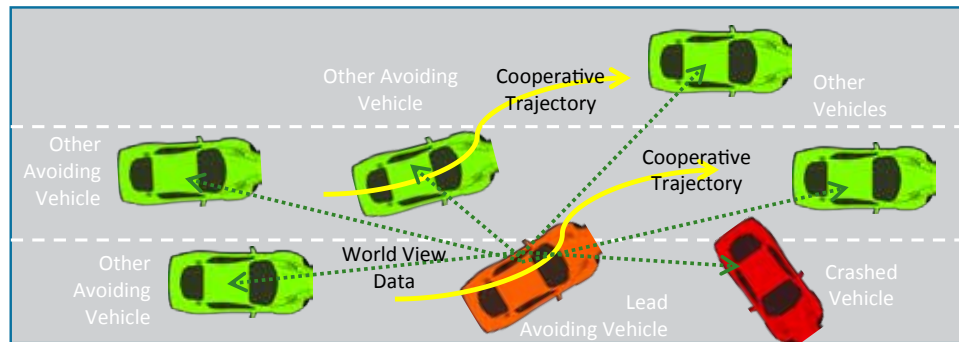 Other Avoiding
Vehicle
Cooperative
Trajectory
Other
Vehicles
Other
Avoiding
Vehicle
Cooperative
Trajectory
Other
Avoiding
Vehicle
World View
Data
Lead
Avoiding Vehicle
Crashed
Vehicle